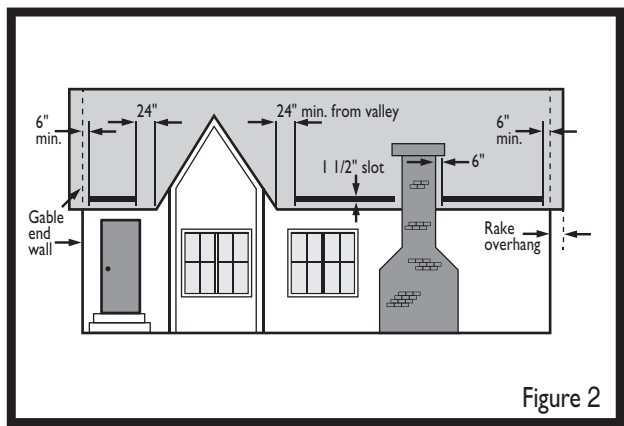 6"
min.
24"
24" min. from valley
6"
min.
1 1/2" slot
6"
Gable
end
wall
Rake
overhang
Figure 2